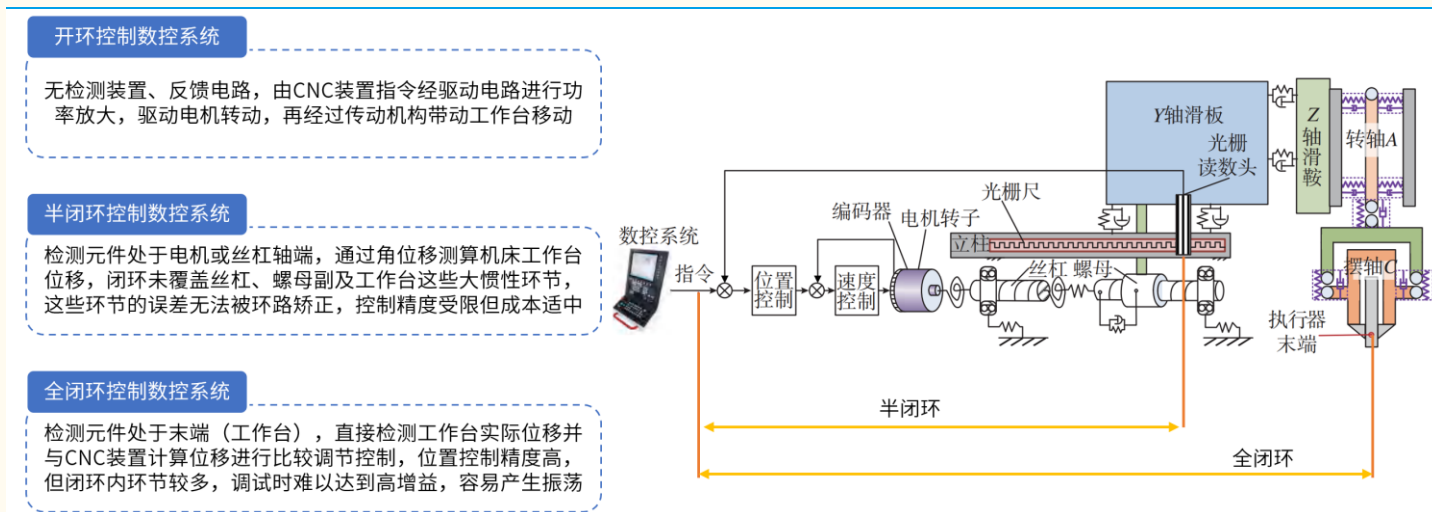 开环控制数控系统
无检测装置、反馈电路，由CNC装置指令经驱动电路进行功
率放大，驱动电机转动，再经过传动机构带动工作台移动
半闭环控制数控系统
检测元件处于电机或丝杠轴端，通过角位移测算机床工作台
位移，闭环未覆盖丝杠、螺母副及工作台这些大惯性环节，
这些环节的误差无法被环路矫正，控制精度受限但成本适中
全闭环控制数控系统
检测元件处于末端（工作台），直接检测工作台实际位移并
与CNC装置计算位移进行比较调节控制，位置控制精度高，
但闭环内环节较多，调试时难以达到高增益，容易产生振荡
Y轴滑板
光栅
读数头
Z
轴
滑
鞍
转轴A
光栅尺
编码器
电机转子
立柱
数控系统
指令
位置
控制
速度
控制
丝杠
螺母
摆轴C
执行器
末端
半闭环
全闭环